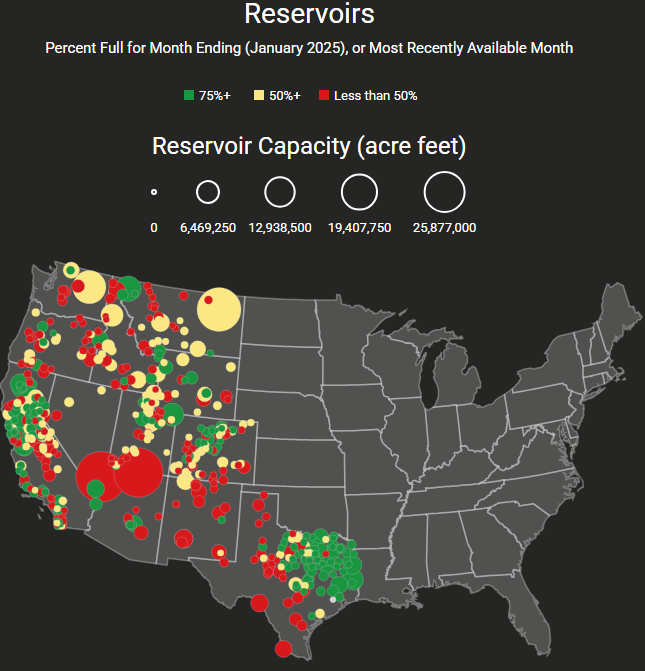 Reservoirs
Percent Full for Month Ending (January 2025), or Most Recently Available Month
75%+ 50%+ Less than 50%
Reservoir Capacity (acre feet)
0 6,469,250 12,938,500 19,407,750 25,877,000